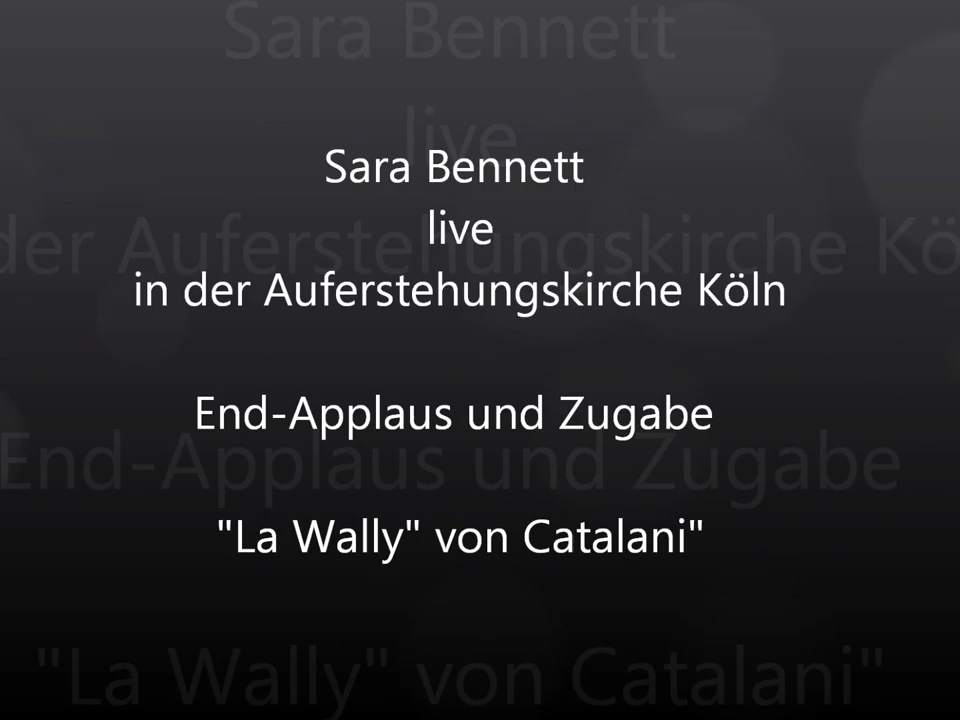 Sara Bennett
live
in der Auferstehungskirche Köln
End-Applaus und Zugabe
"La Wally" von Catalani"